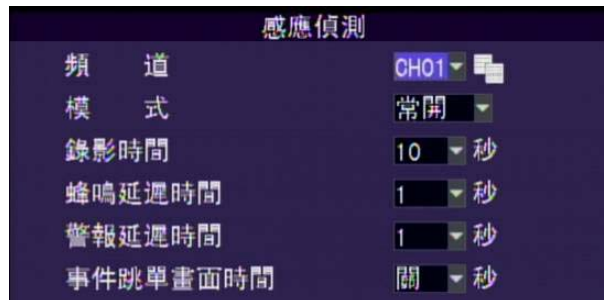 感應偵測
頻 道 CH01
模 式 常開
錄影時間 10 秒
蜂鳴延遲時間 1 秒
警報延遲時間 1 秒
事件跳單畫面時間 關 秒